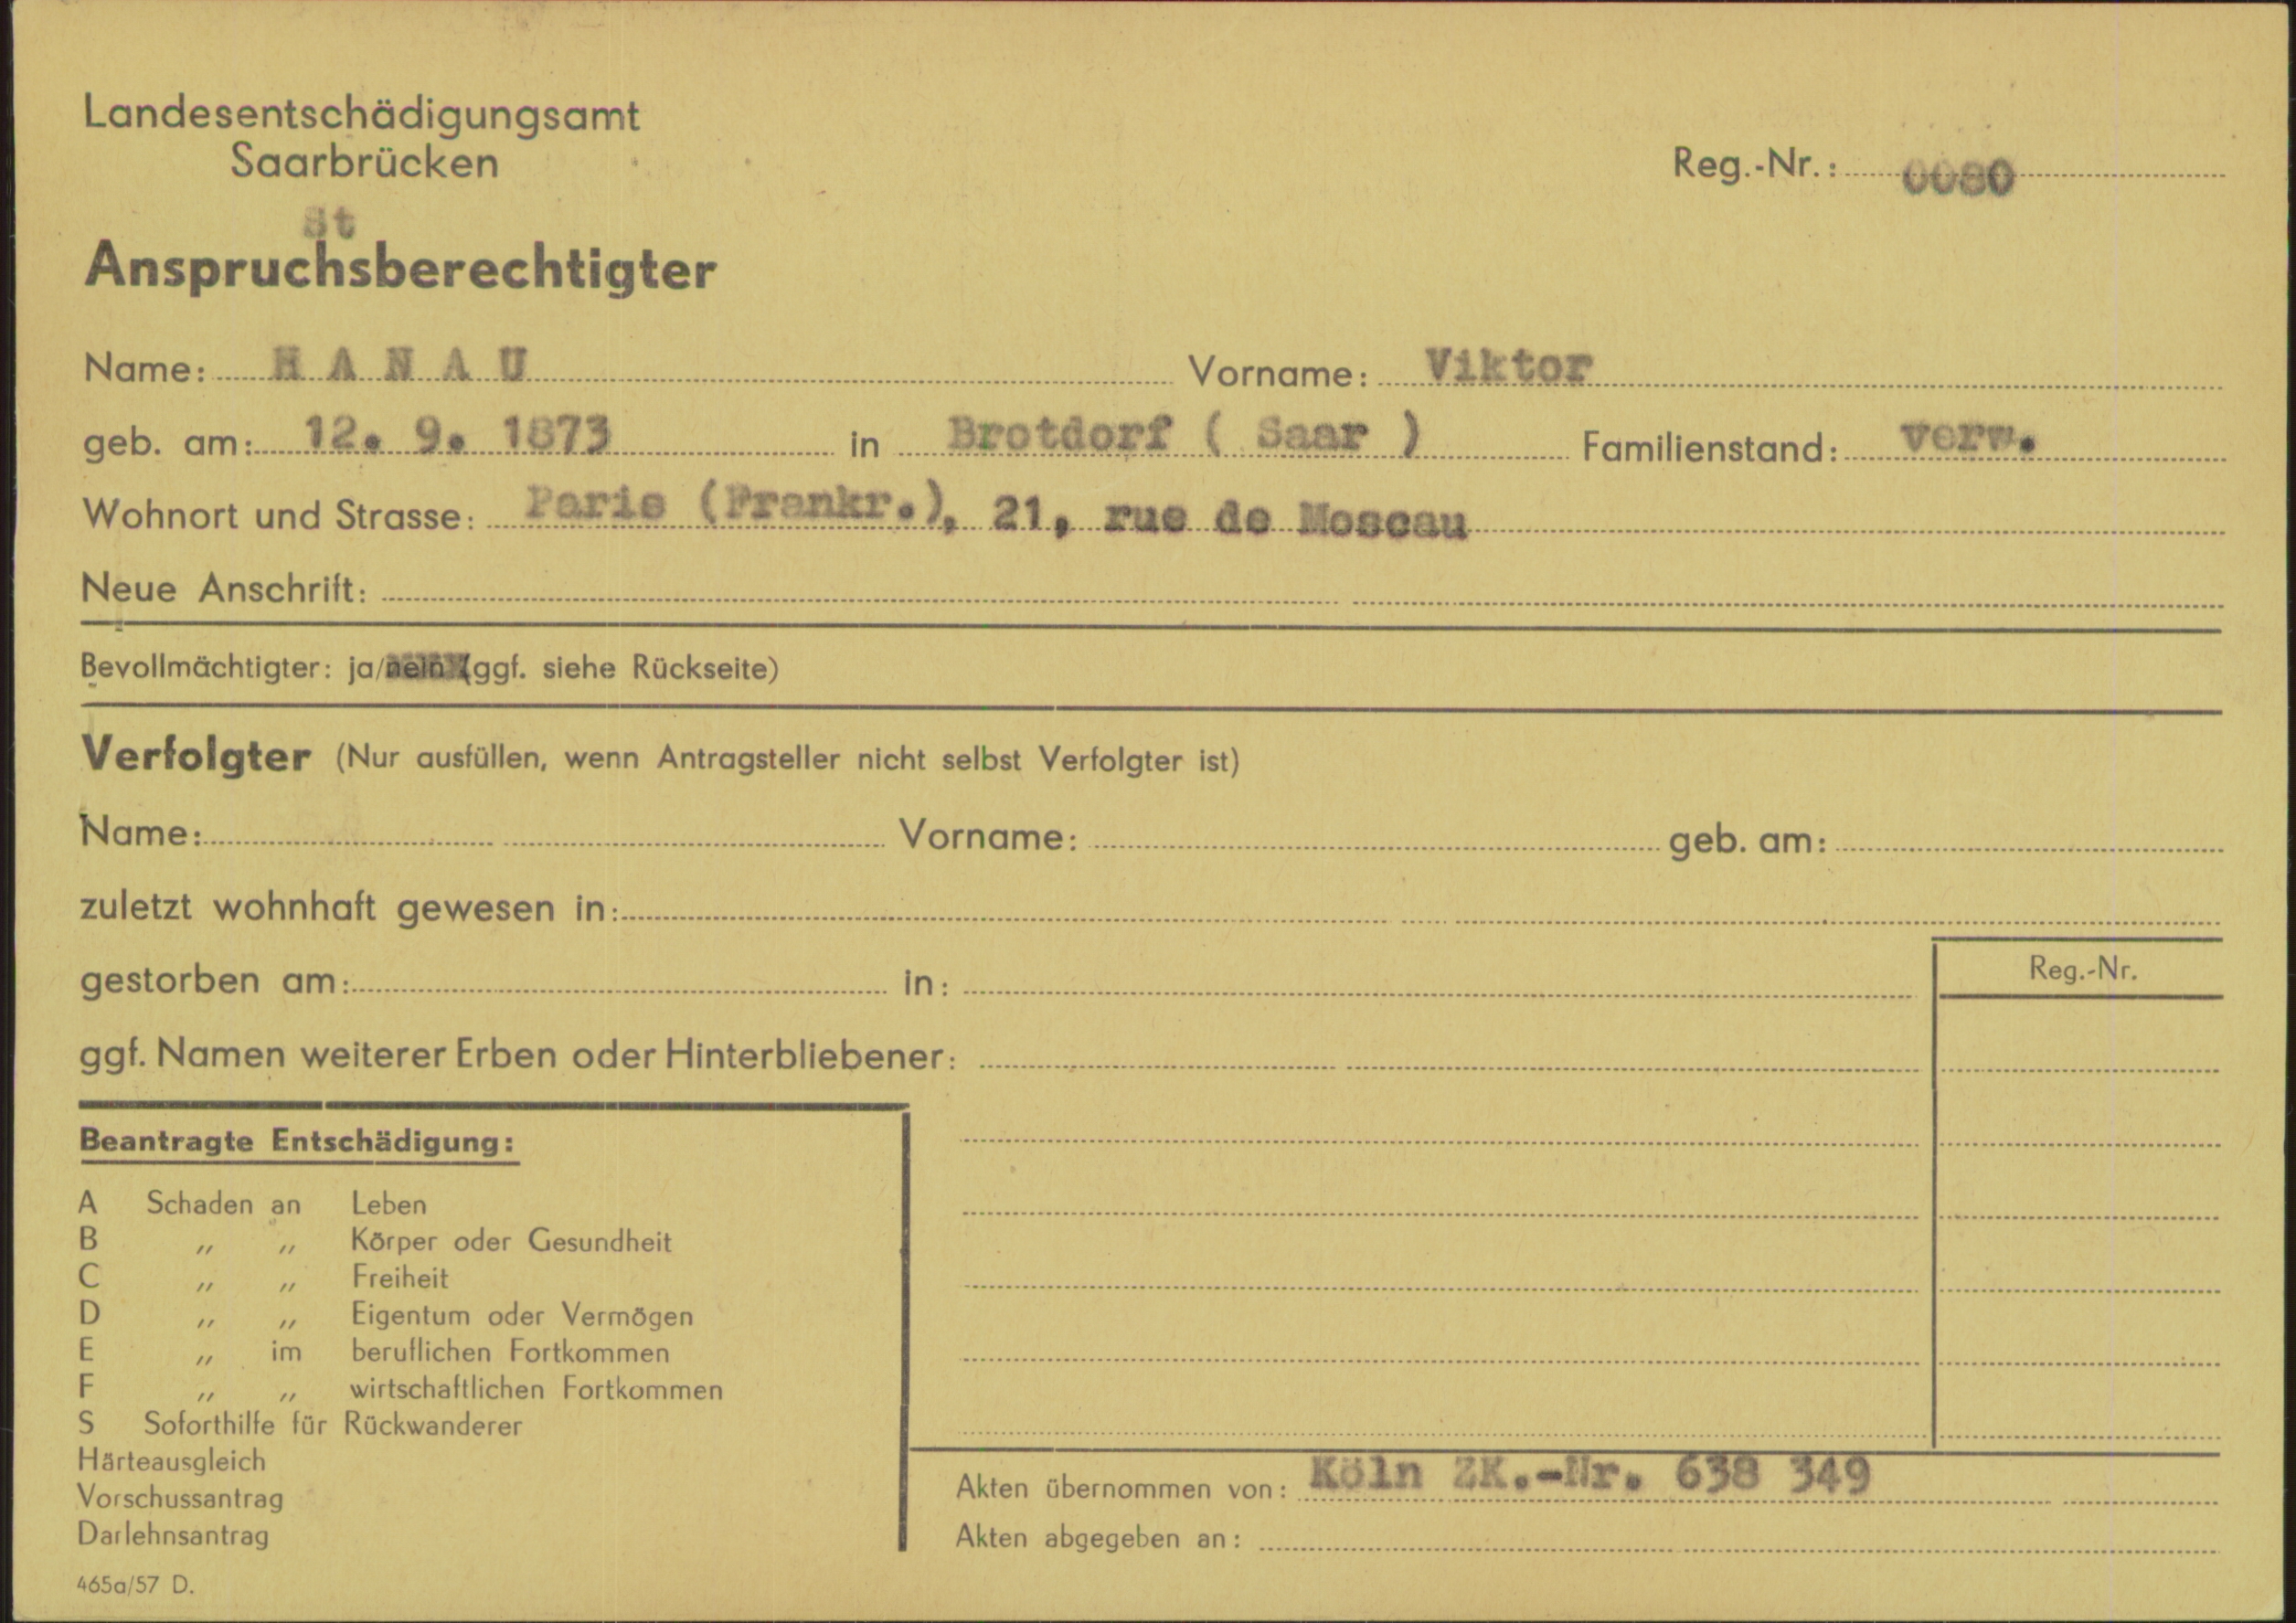 Landesentschädigungsamt
Saarbrücken
Reg.-Nr.: 0080
St
Anspruchsberechtigter
Name: H A N A U Vorname: Viktor
geb. am: 12. 9. 1873 in Brotdorf ( Saar ) Familienstand: verw.
Wohnort und Strasse: Paris (Frankr.), 21, rue de Moscau
Neue Anschrift:
Bevollmächtigter: ja/nein (ggf. siehe Rückseite)
Verfolgter (Nur ausfüllen, wenn Antragsteller nicht selbst Verfolgter ist)
Name: Vorname: geb. am:
zuletzt wohnhaft gewesen in:
gestorben am: in:
Reg.-Nr.
ggf. Namen weiterer Erben oder Hinterbliebener:
Beantragte Entschädigung:
A Schaden an Leben
B „ „ Körper oder Gesundheit
C „ „ Freiheit
D „ „ Eigentum oder Vermögen
E „ im beruflichen Fortkommen
F „ „ wirtschaftlichen Fortkommen
S Soforthilfe für Rückwanderer
Härteausgleich
Vorschussantrag
Darlehnsantrag
Akten übernommen von: Köln ZK.-Nr. 638 349
Akten abgegeben an:
465a/57 D.